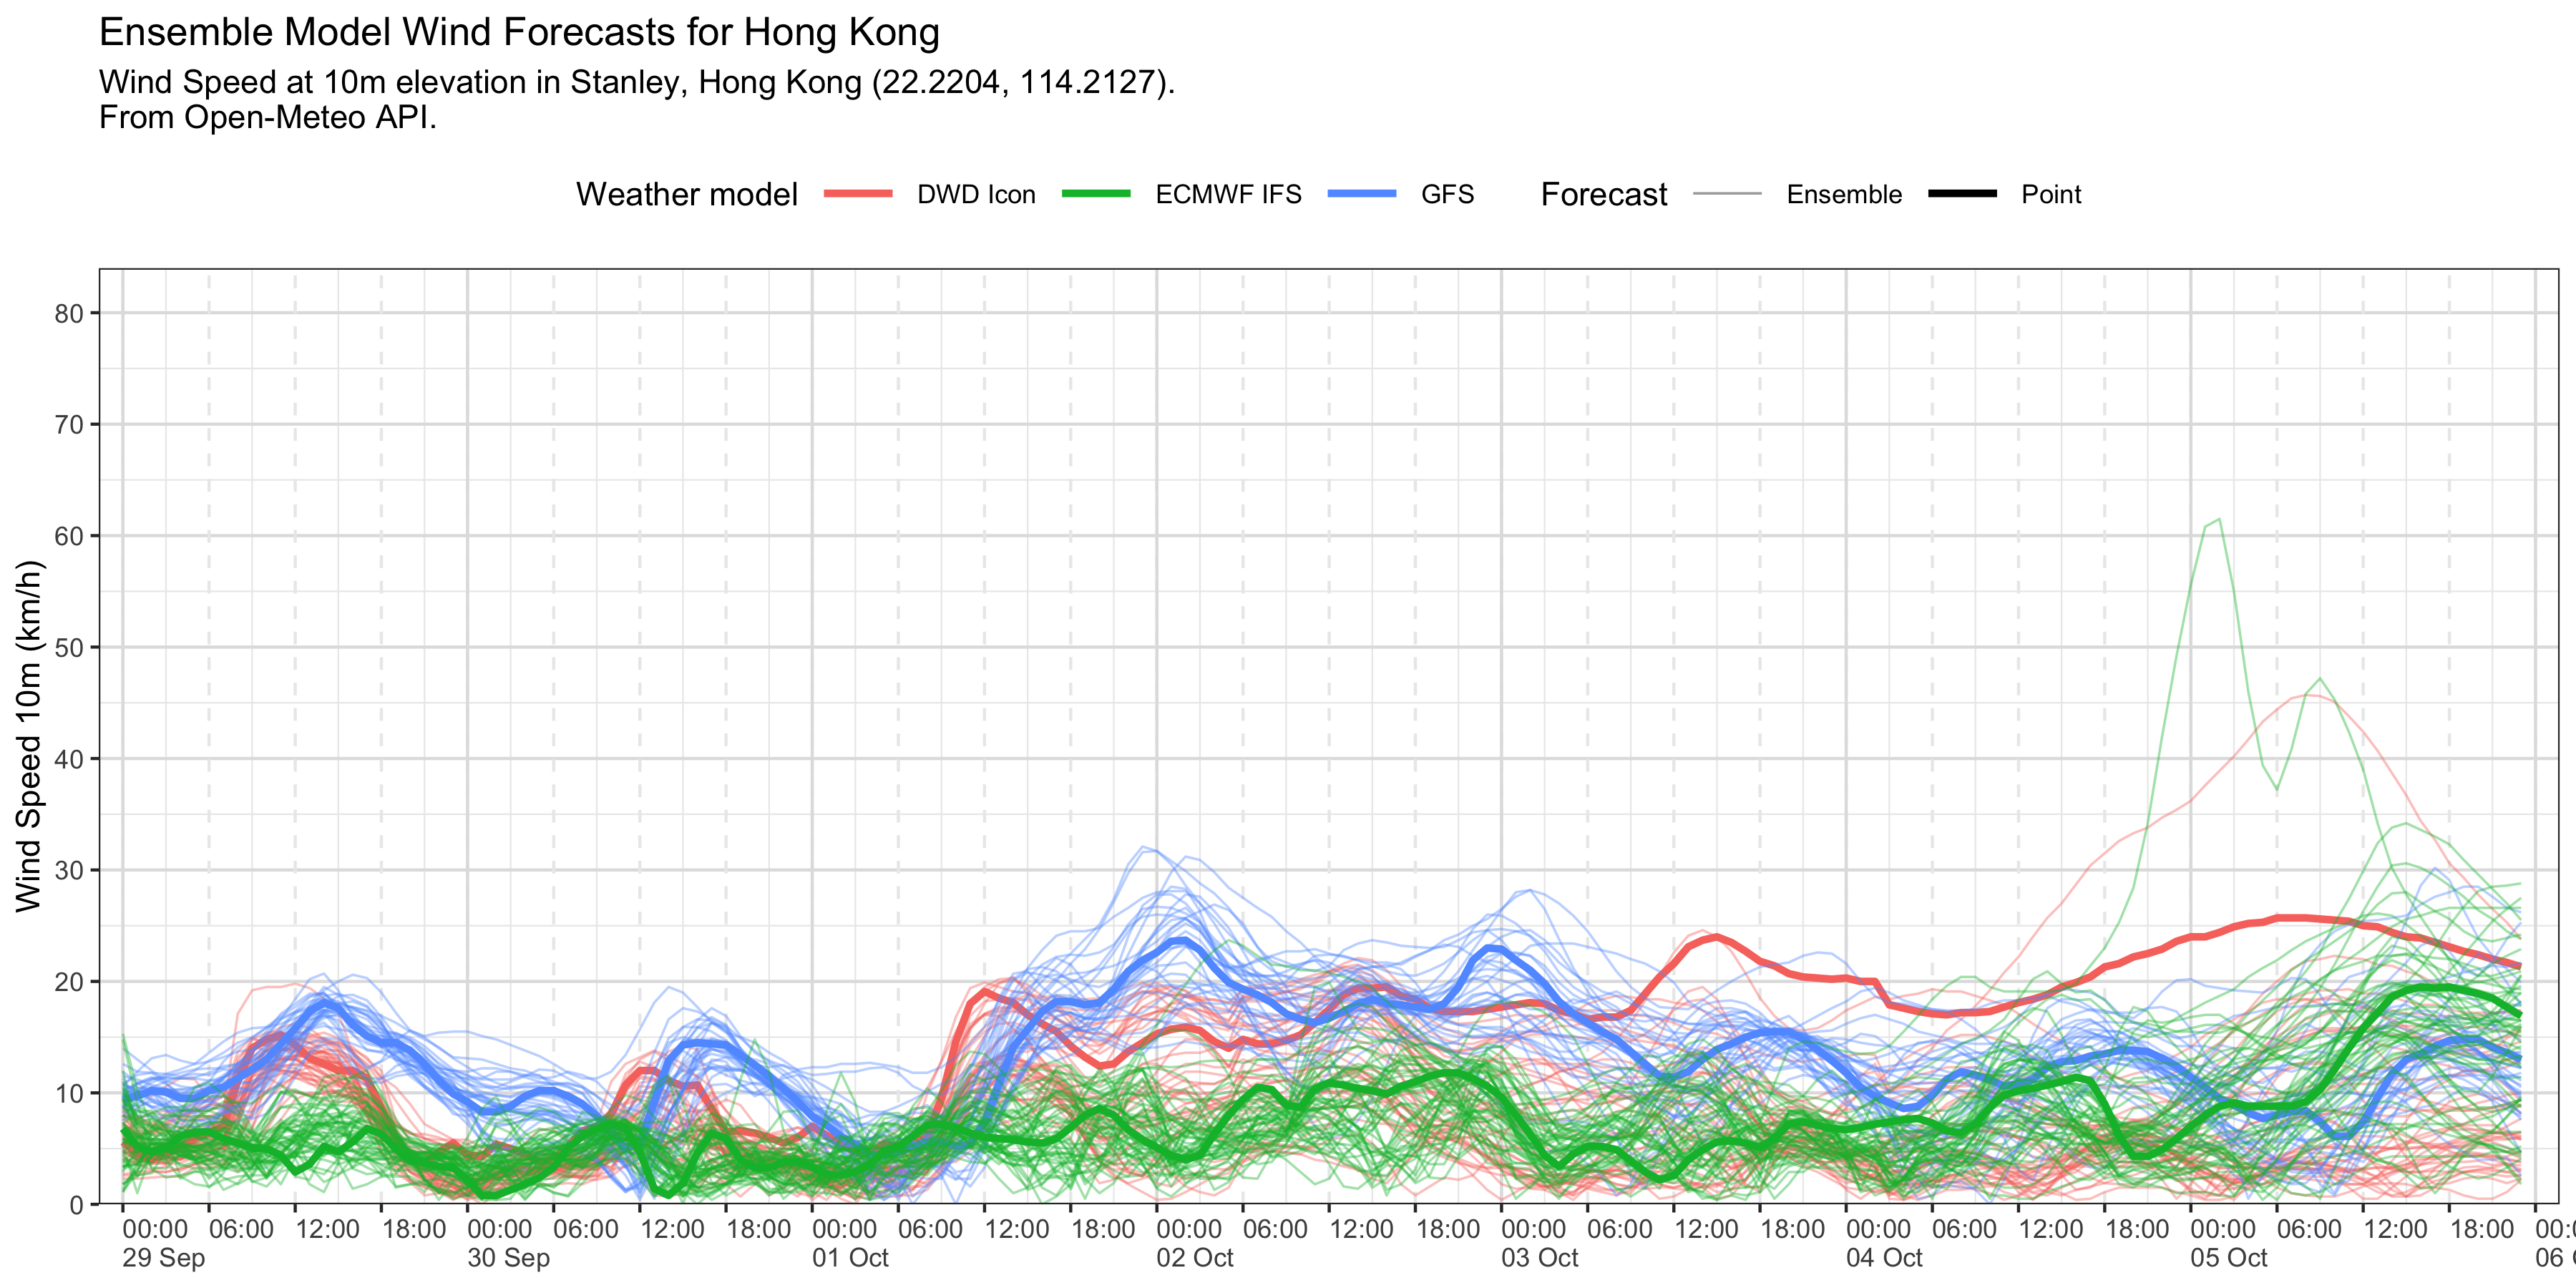 Ensemble Model Wind Forecasts for Hong Kong
Wind Speed at 10m elevation in Stanley, Hong Kong (22.2204, 114.2127).
From Open-Meteo API.
Weather model DWD Icon ECMWF IFS GFS Forecast Ensemble Point
Wind Speed 10m (km/h)
80
70
60
50
40
30
20
10
0
00:00 06:00 12:00 18:00 00:00 06:00 12:00 18:00 00:00 06:00 12:00 18:00 00:00 06:00 12:00 18:00 00:00 06:00 12:00 18:00 00:00 06:00 12:00 18:00 00:00 06:00 12:00 18:00 00:0
29 Sep 30 Sep 01 Oct 02 Oct 03 Oct 04 Oct 05 Oct 06